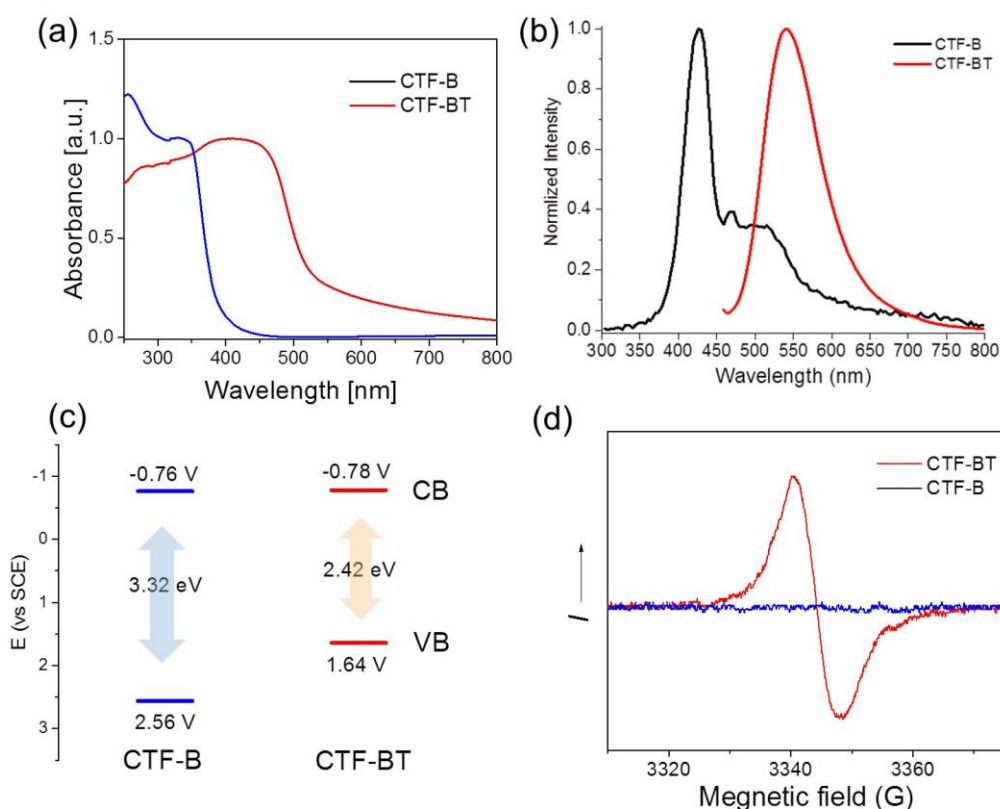 (a)
1.5
1.0
0.5
0.0
Absorbance [a.u.]
CTF-B
CTF-BT
300 400 500 600 700 800
Wavelength [nm]
(b)
1.0
0.8
0.6
0.4
0.2
0.0
Normlized Intensity
CTF-B
CTF-BT
300 350 400 450 500 550 600 650 700 750 800
Wavelength (nm)
(c)
-1
0
1
2
3
E (vs SCE)
-0.76 V
-0.78 V
CB
3.32 eV
2.42 eV
VB
1.64 V
2.56 V
CTF-B
CTF-BT
(d)
CTF-BT
CTF-B
I
3320 3340 3360
Megnetic field (G)